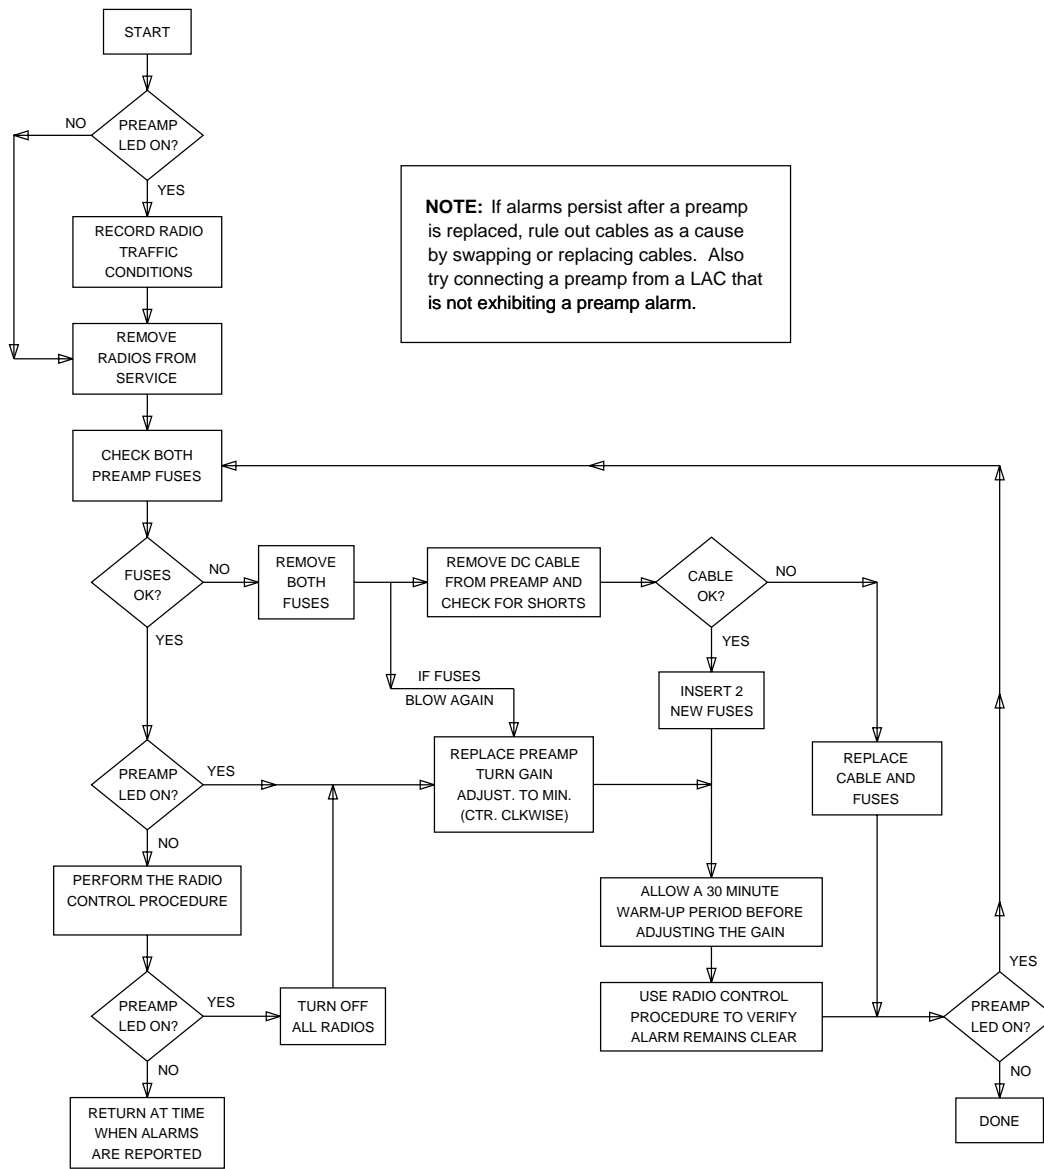 START
PREAMP
LED ON?
NO
YES
RECORD RADIO
TRAFFIC
CONDITIONS
NOTE: If alarms persist after a preamp
is replaced, rule out cables as a cause
by swapping or replacing cables. Also
try connecting a preamp from a LAC that
is not exhibiting a preamp alarm.
REMOVE
RADIOS FROM
SERVICE
CHECK BOTH
PREAMP FUSES
FUSES
OK?
NO
YES
REMOVE
BOTH
FUSES
REMOVE DC CABLE
FROM PREAMP AND
CHECK FOR SHORTS
CABLE
OK?
NO
YES
IF FUSES
BLOW AGAIN
INSERT 2
NEW FUSES
PREAMP
LED ON?
YES
NO
REPLACE PREAMP
TURN GAIN
ADJUST. TO MIN.
(CTR. CLKWISE)
REPLACE
CABLE AND
FUSES
PERFORM THE RADIO
CONTROL PROCEDURE
ALLOW A 30 MINUTE
WARM-UP PERIOD BEFORE
ADJUSTING THE GAIN
PREAMP
LED ON?
YES
NO
TURN OFF
ALL RADIOS
USE RADIO CONTROL
PROCEDURE TO VERIFY
ALARM REMAINS CLEAR
YES
PREAMP
LED ON?
NO
RETURN AT TIME
WHEN ALARMS
ARE REPORTED
DONE